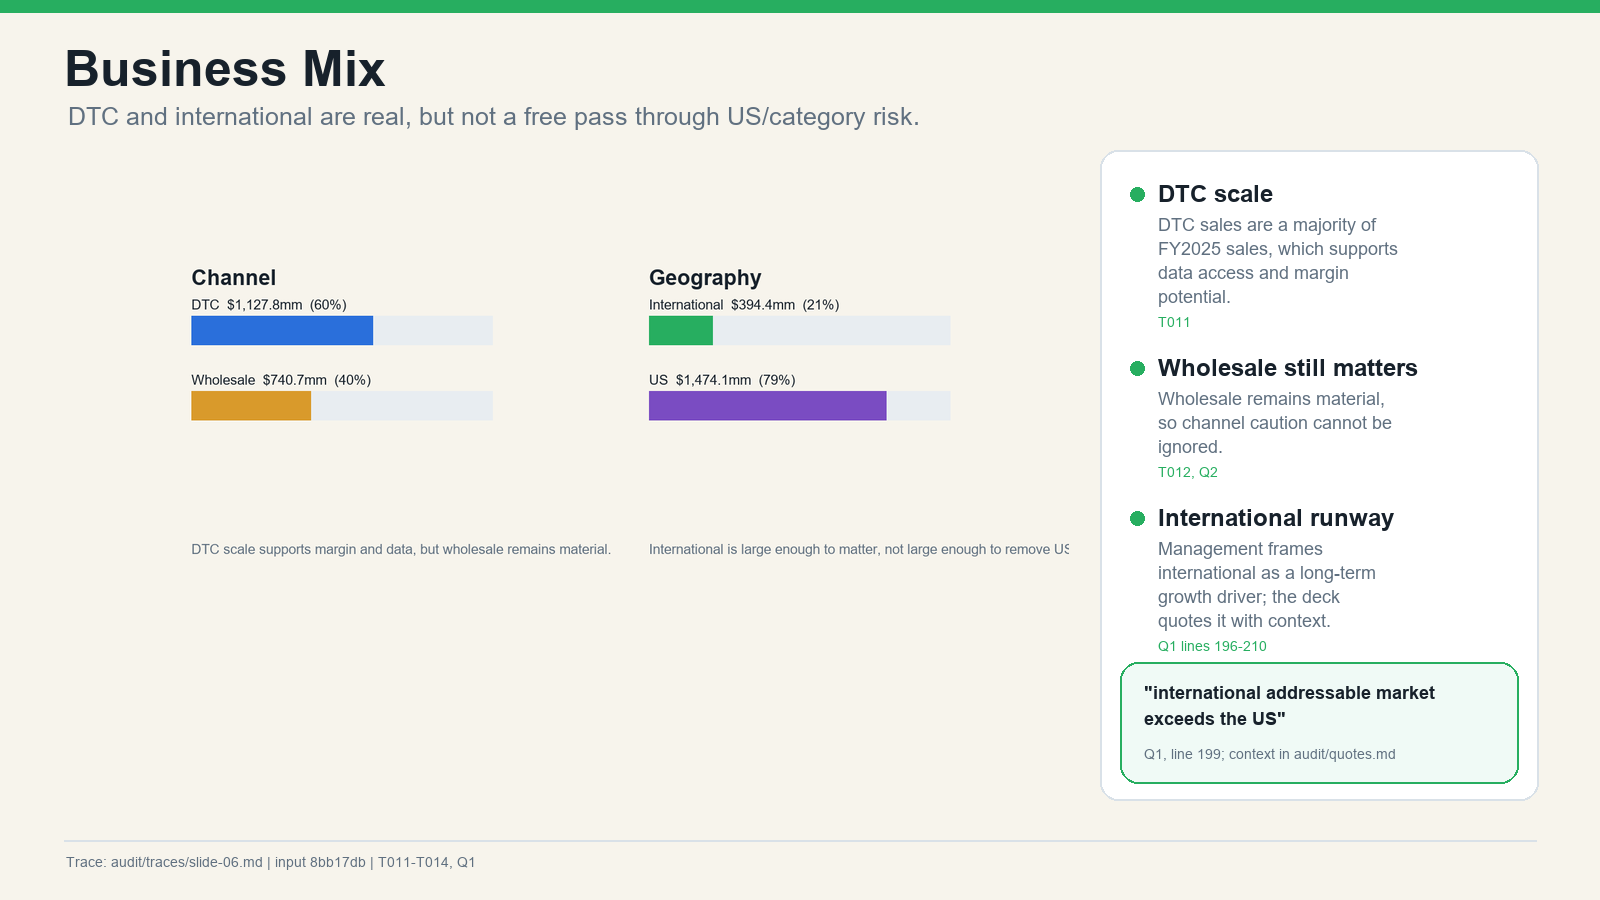 Business Mix
DTC and international are real, but not a free pass through US/category risk.
Channel
DTC $1,127.8mm (60%)
Wholesale $740.7mm (40%)
DTC scale supports margin and data, but wholesale remains material.
Geography
International $394.4mm (21%)
US $1,474.1mm (79%)
International is large enough to matter, not large enough to remove US
DTC scale
DTC sales are a majority of
FY2025 sales, which supports
data access and margin
potential.
T011
Wholesale still matters
Wholesale remains material,
so channel caution cannot be
ignored.
T012, Q2
International runway
Management frames
international as a long-term
growth driver; the deck
quotes it with context.
Q1 lines 196-210
"international addressable market
exceeds the US"
Q1, line 199; context in audit/quotes.md
Trace: audit/traces/slide-06.md | input 8bb17db | T011-T014, Q1